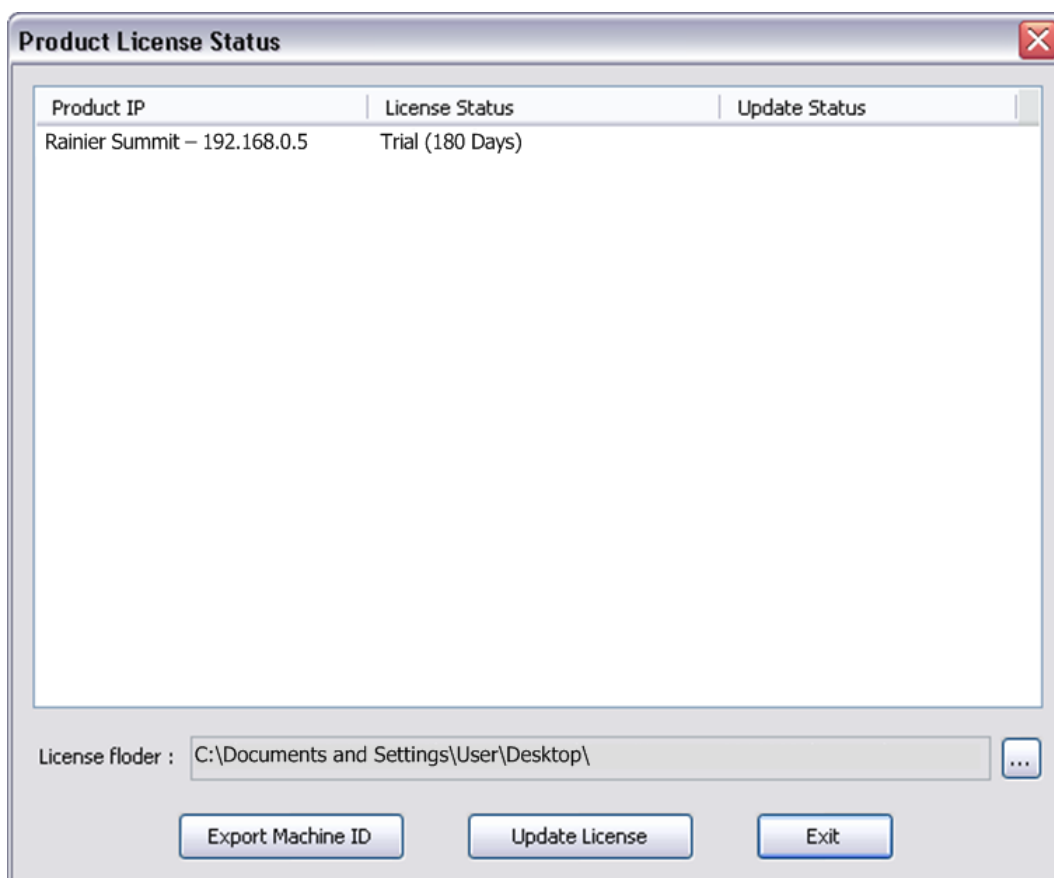 Product License Status
Product IP License Status Update Status
Rainier Summit – 192.168.0.5 Trial (180 Days)
License floder : C:\Documents and Settings\User\Desktop\ ...
Export Machine ID Update License Exit